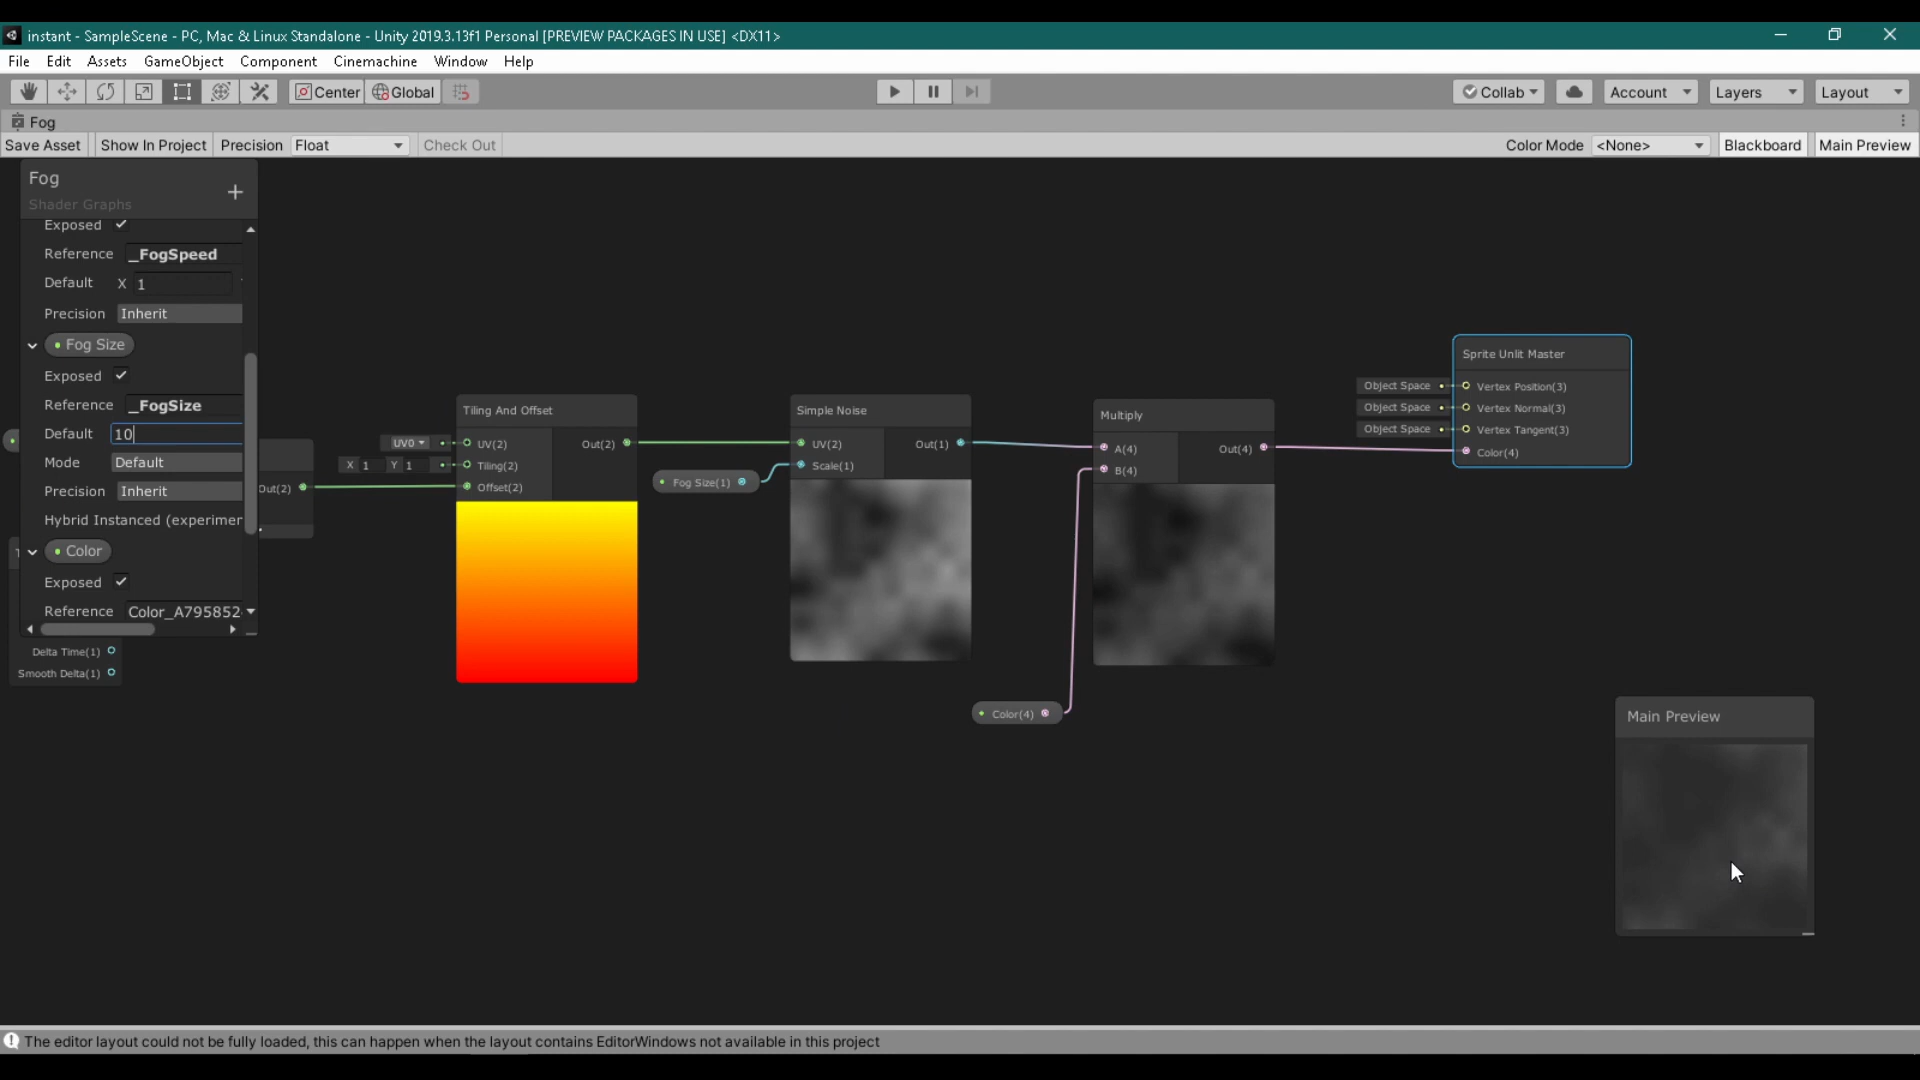 instant - SampleScene - PC, Mac & Linux Standalone - Unity 2019.3.13f1 Personal [PREVIEW PACKAGES IN USE] <DX11>
File Edit Assets GameObject Component Cinemachine Window Help
Center Global Collab Account Layers Layout
Fog
Save Asset Show In Project Precision Float Check Out Color Mode <None> Blackboard Main Preview
Fog
Shader Graphs
Exposed
Reference _FogSpeed
Default X 1
Precision Inherit
Fog Size
Exposed
Reference _FogSize
Default 10
Mode Default
Precision Inherit
Hybrid Instanced (experimen
Color
Exposed
Reference Color_A795852
Delta Time(1)
Smooth Delta(1)
Out(2)
Tiling And Offset
UV0 UV(2) Out(2)
X 1 Y 1 Tiling(2)
Offset(2)
Fog Size(1)
Simple Noise
UV(2) Out(1)
Scale(1)
Color(4)
Multiply
A(4) Out(4)
B(4)
Sprite Unlit Master
Object Space Vertex Position(3)
Object Space Vertex Normal(3)
Object Space Vertex Tangent(3)
Color(4)
Main Preview
The editor layout could not be fully loaded, this can happen when the layout contains EditorWindows not available in this project